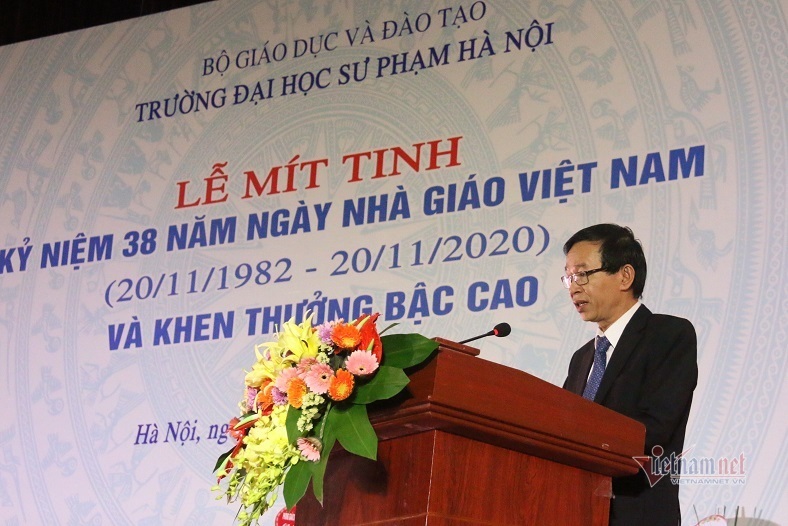 BỘ GIÁO DỤC VÀ ĐÀO TẠO
TRƯỜNG ĐẠI HỌC SƯ PHẠM HÀ NỘI
LỄ MÍT TINH
KỶ NIỆM 38 NĂM NGÀY NHÀ GIÁO VIỆT NAM
(20/11/1982 - 20/11/2020)
VÀ KHEN THƯỞNG BẬC CAO
Hà Nội,
vietnamnet
VIETNAMNET.VN